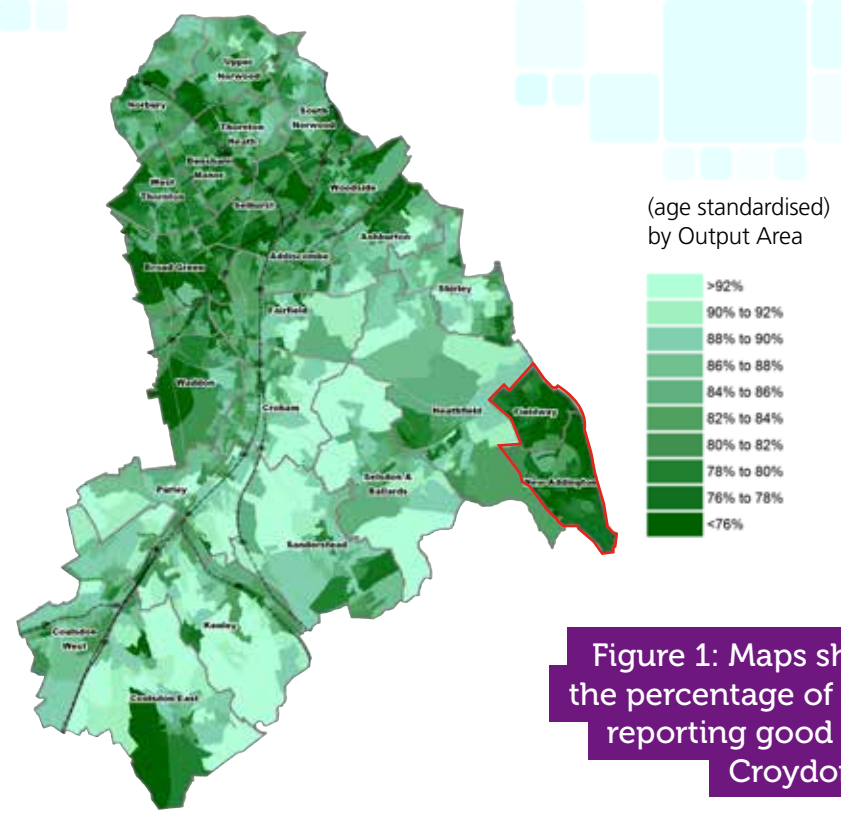 Upper
Norwood
Norbury
South
Norwood
Thornton
Heath
Bensham
Manor
West
Thornton
Woodside
Selhurst
Ashburton
Addiscombe
Broad Green
Shirley
Fairfield
Waddon
Croham
Heathfield
Fieldway
New Addington
Selsdon &
Ballards
Purley
Sanderstead
Kenley
Coulsdon
West
Coulsdon East
(age standardised)
by Output Area
>92%
90% to 92%
88% to 90%
86% to 88%
84% to 86%
82% to 84%
80% to 82%
78% to 80%
76% to 78%
<76%
Figure 1: Maps sh
the percentage of
reporting good
Croydo